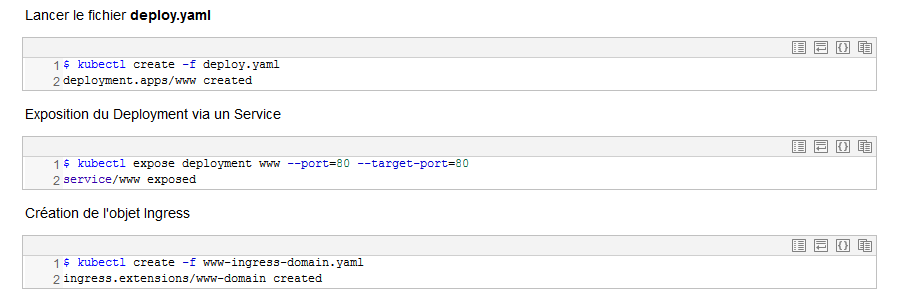 Lancer le fichier deploy.yaml
1 $ kubectl create -f deploy.yaml
2 deployment.apps/www created
Exposition du Deployment via un Service
1 $ kubectl expose deployment www --port=80 --target-port=80
2 service/www exposed
Création de l'objet Ingress
1 $ kubectl create -f www-ingress-domain.yaml
2 ingress.extensions/www-domain created